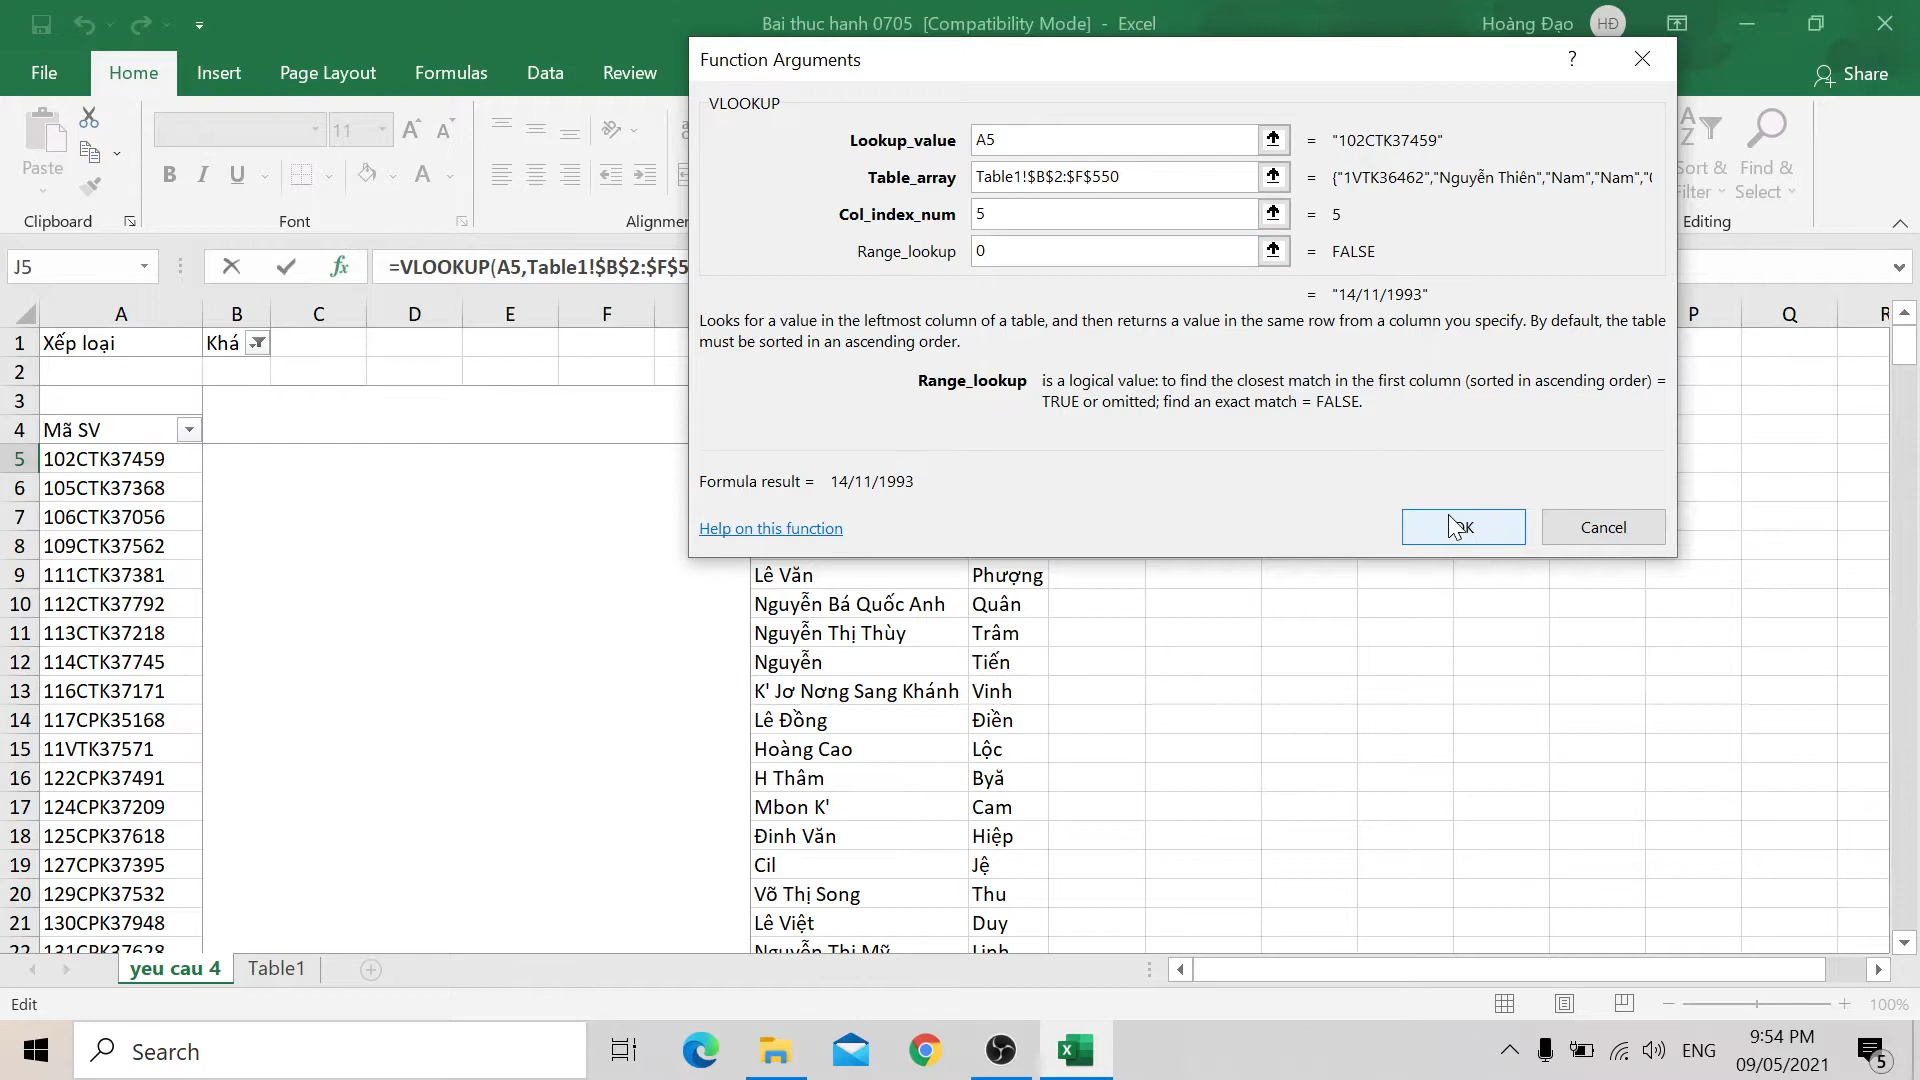 Bai thuc hanh 0705 [Compatibility Mode] - Excel
Hoàng Đạo HĐ
File Home Insert Page Layout Formulas Data Review
Share
Function Arguments
VLOOKUP
Lookup_value A5 = "102CTK37459"
Table_array Table1!$B$2:$F$550 = {"1VTK36462","Nguyễn Thiên","Nam","Nam","
Col_index_num 5 = 5
Range_lookup 0 = FALSE
= "14/11/1993"
Looks for a value in the leftmost column of a table, and then returns a value in the same row from a column you specify. By default, the table
must be sorted in an ascending order.
Range_lookup is a logical value: to find the closest match in the first column (sorted in ascending order) =
TRUE or omitted; find an exact match = FALSE.
Formula result = 14/11/1993
Help on this function
OK Cancel
Paste
11
Sort & Find &
Filter Select
Clipboard Font Alignme Editing
J5 fx =VLOOKUP(A5,Table1!$B$2:$F$5
A B C D E F P Q R
1 Xếp loại Khá
2
3
4 Mã SV
5 102CTK37459
6 105CTK37368
7 106CTK37056
8 109CTK37562
9 111CTK37381 Lê Văn Phượng
10 112CTK37792 Nguyễn Bá Quốc Anh Quân
11 113CTK37218 Nguyễn Thị Thùy Trâm
12 114CTK37745 Nguyễn Tiến
13 116CTK37171 K' Jơ Nơng Sang Khánh Vinh
14 117CPK35168 Lê Đồng Điền
15 11VTK37571 Hoàng Cao Lộc
16 122CPK37491 H Thâm Byă
17 124CPK37209 Mbon K' Cam
18 125CPK37618 Đinh Văn Hiệp
19 127CPK37395 Cil Jệ
20 129CPK37532 Võ Thị Song Thu
21 130CPK37948 Lê Việt Duy
22 131CPK37628 Nguyễn Thị Mỹ Linh
yeu cau 4 Table1
Edit
100%
Search
ENG
9:54 PM
09/05/2021
5